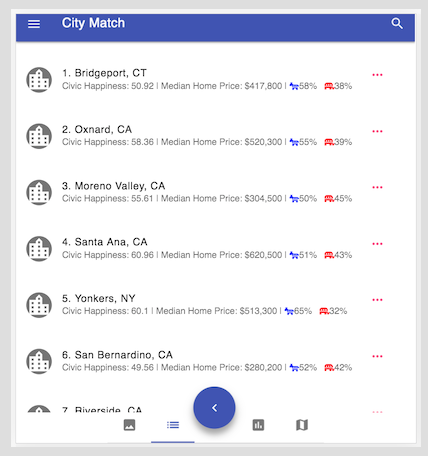 City Match
1. Bridgeport, CT
Civic Happiness: 50.92 | Median Home Price: $417,800 | 58% 38%
2. Oxnard, CA
Civic Happiness: 58.36 | Median Home Price: $520,300 | 55% 39%
3. Moreno Valley, CA
Civic Happiness: 55.61 | Median Home Price: $304,500 | 50% 45%
4. Santa Ana, CA
Civic Happiness: 60.96 | Median Home Price: $620,500 | 51% 43%
5. Yonkers, NY
Civic Happiness: 60.1 | Median Home Price: $513,300 | 65% 32%
6. San Bernardino, CA
Civic Happiness: 49.56 | Median Home Price: $280,200 | 52% 42%
7. Riverside, CA